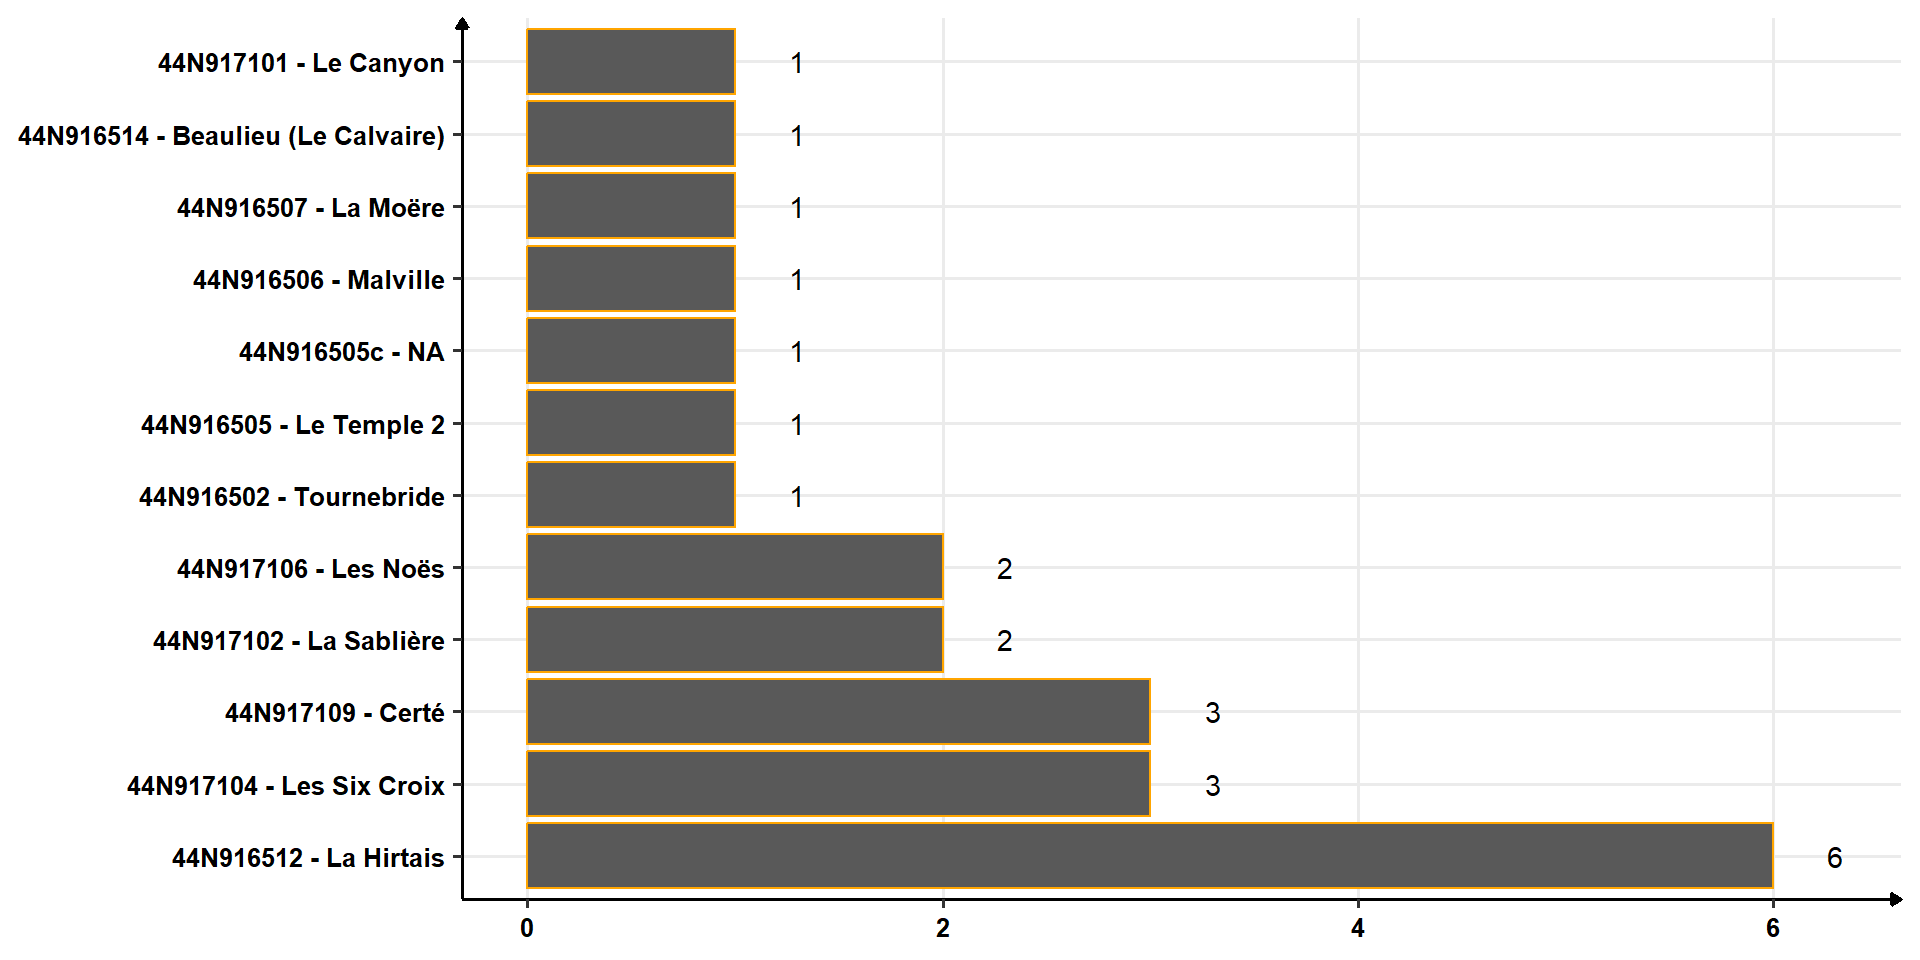 44N917101 - Le Canyon 1
44N916514 - Beaulieu (Le Calvaire) 1
44N916507 - La Moëre 1
44N916506 - Malville 1
44N916505c - NA 1
44N916505 - Le Temple 2 1
44N916502 - Tournebride 1
44N917106 - Les Noës 2
44N917102 - La Sablière 2
44N917109 - Certé 3
44N917104 - Les Six Croix 3
44N916512 - La Hirtais 6
0 2 4 6